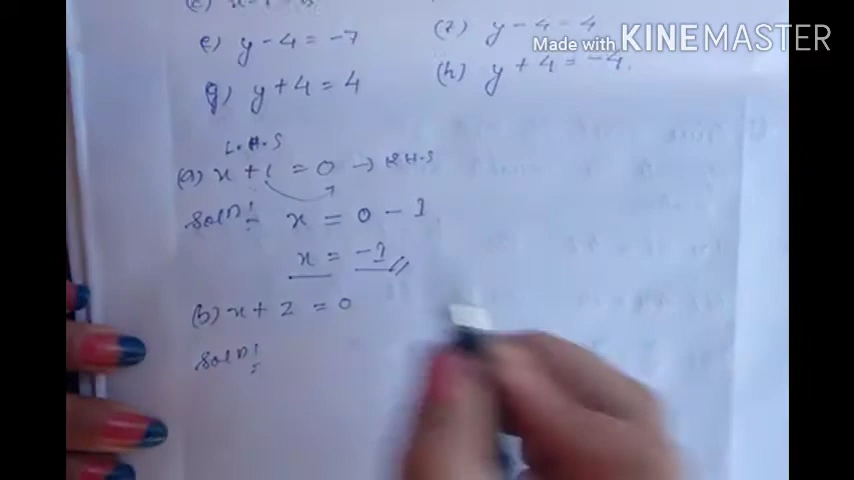 (e) y - 4 = -7 (f) y - 4 = 4
Made with KINEMASTER
(g) y + 4 = 4 (h) y + 4 = -4.
L.H.S
(a) x + 1 = 0 → R.H.S
Soln:- x = 0 - 1
x = -1
(b) x + 2 = 0
Soln:-